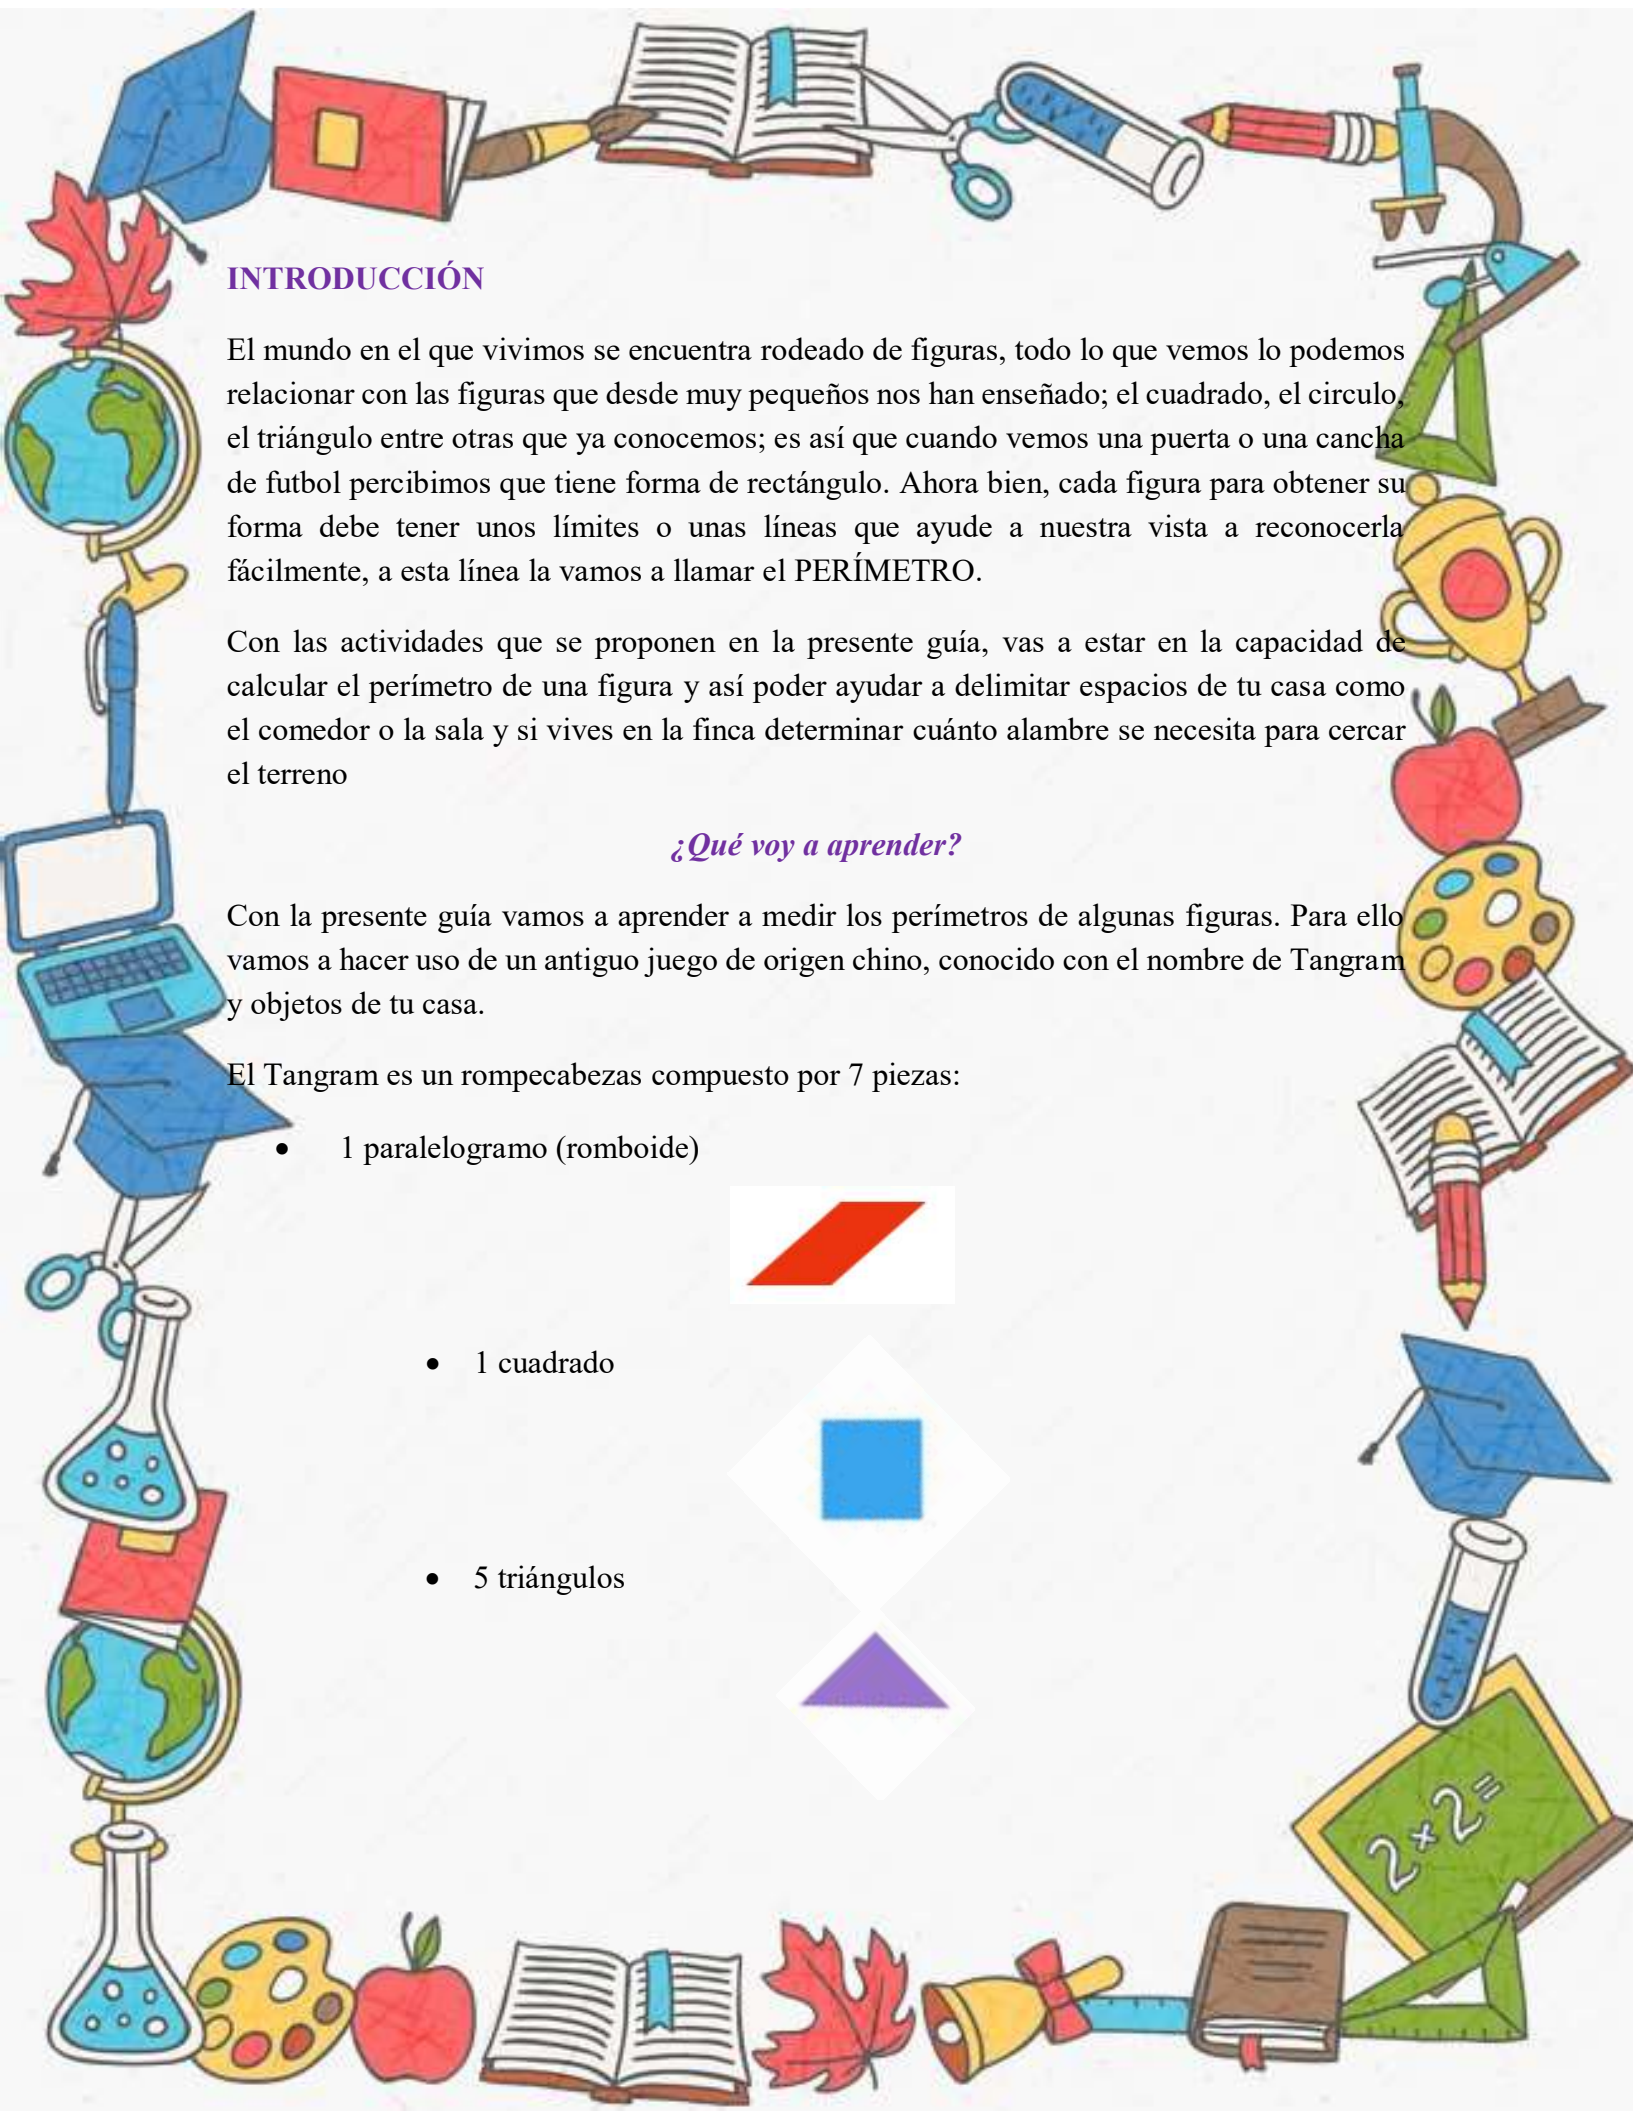 INTRODUCCIÓN
El mundo en el que vivimos se encuentra rodeado de figuras, todo lo que vemos lo podemos
relacionar con las figuras que desde muy pequeños nos han enseñado; el cuadrado, el circulo,
el triángulo entre otras que ya conocemos; es así que cuando vemos una puerta o una cancha
de futbol percibimos que tiene forma de rectángulo. Ahora bien, cada figura para obtener su
forma debe tener unos límites o unas líneas que ayude a nuestra vista a reconocerla
fácilmente, a esta línea la vamos a llamar el PERÍMETRO.
Con las actividades que se proponen en la presente guía, vas a estar en la capacidad de
calcular el perímetro de una figura y así poder ayudar a delimitar espacios de tu casa como
el comedor o la sala y si vives en la finca determinar cuánto alambre se necesita para cercar
el terreno
¿Qué voy a aprender?
Con la presente guía vamos a aprender a medir los perímetros de algunas figuras. Para ello
vamos a hacer uso de un antiguo juego de origen chino, conocido con el nombre de Tangram
y objetos de tu casa.
El Tangram es un rompecabezas compuesto por 7 piezas:
• 1 paralelogramo (romboide)
• 1 cuadrado
• 5 triángulos
2×2=